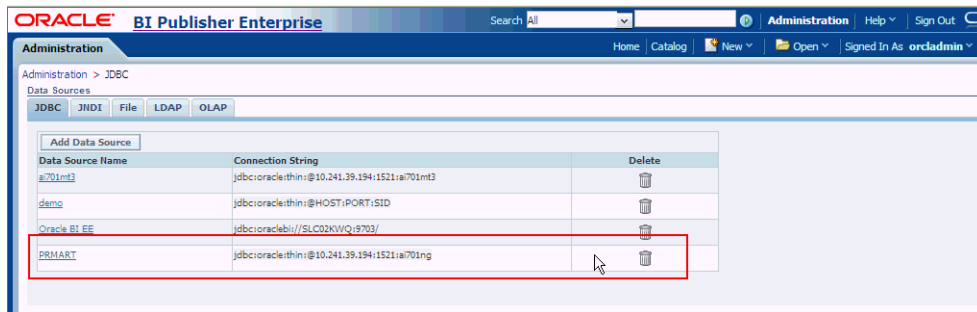 ORACLE BI Publisher Enterprise Search All Administration Help Sign Out
Administration Home Catalog New Open Signed In As orcladmin
Administration > JDBC
Data Sources
JDBC JNDI File LDAP OLAP
Add Data Source
Data Source Name Connection String Delete
ai701mt3 jdbc:oracle:thin:@10.241.39.194:1521:ai701mt3
demo jdbc:oracle:thin:@HOST:PORT:SID
Oracle BI EE jdbc:oraclebi://SLC02KWQ:9703/
PRMART jdbc:oracle:thin:@10.241.39.194:1521:ai701ng